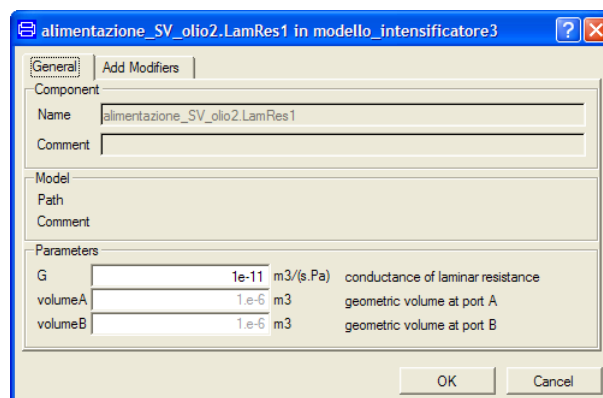 alimentazione_SV_olio2.LamRes1 in modello_intensificatore3
General Add Modifiers
Component
Name alimentazione_SV_olio2.LamRes1
Comment
Model
Path
Comment
Parameters
G 1e-11 m3/(s.Pa) conductance of laminar resistance
volumeA 1.e-6 m3 geometric volume at port A
volumeB 1.e-6 m3 geometric volume at port B
OK Cancel